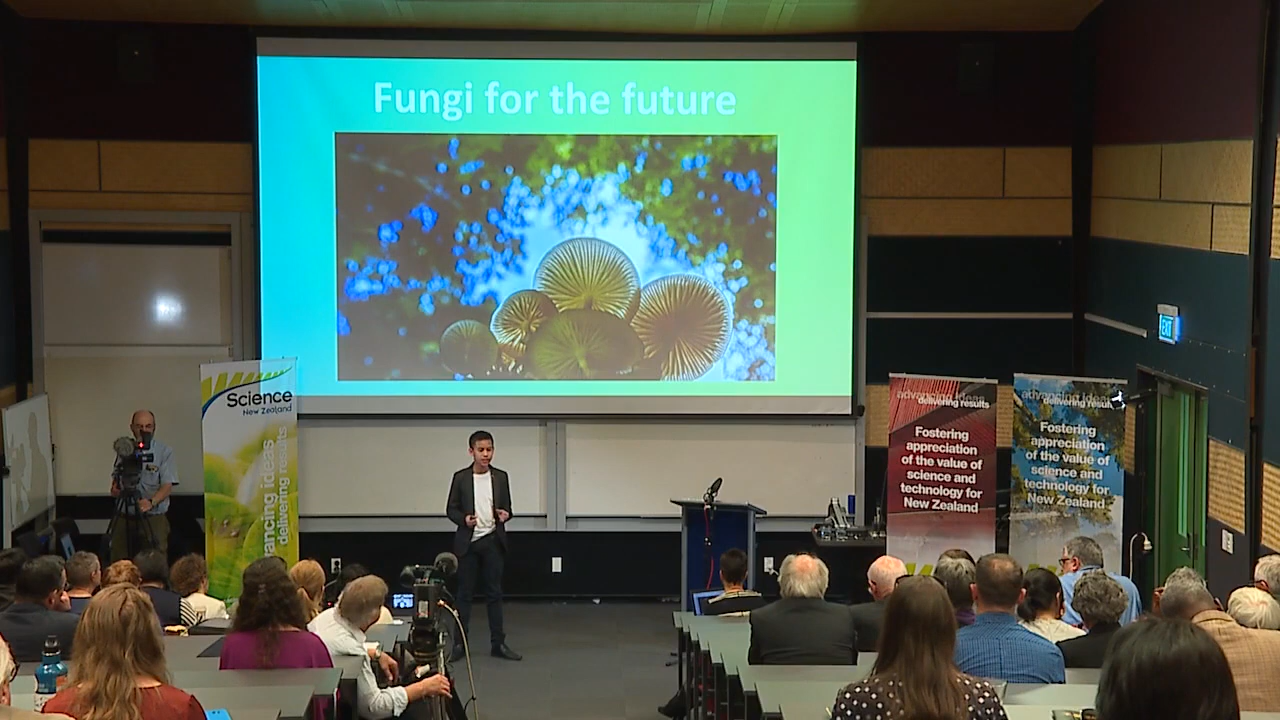 Fungi for the future
EXIT
Science
New Zealand
advancing ideas
delivering results
advancing ideas
delivering results
Fostering
appreciation
of the value of
science and
technology for
New Zealand
advancing ideas
delivering results
Fostering
appreciation
of the value of
science and
technology for
New Zealand